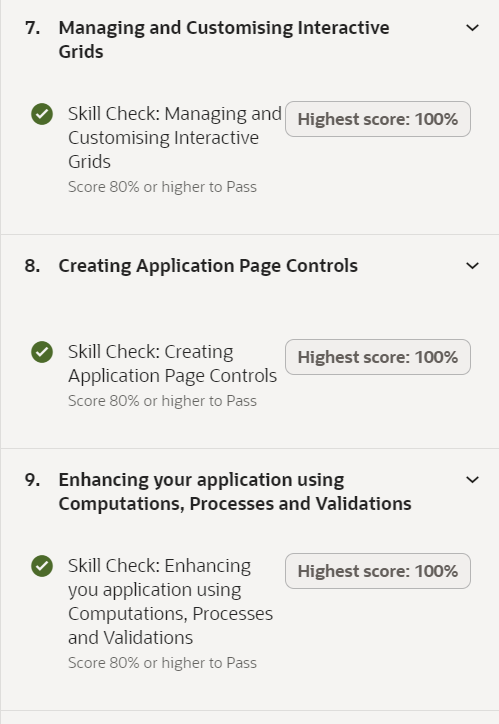 7. Managing and Customising Interactive
Grids
Skill Check: Managing and
Customising Interactive
Grids
Highest score: 100%
Score 80% or higher to Pass
8. Creating Application Page Controls
Skill Check: Creating
Application Page Controls
Highest score: 100%
Score 80% or higher to Pass
9. Enhancing your application using
Computations, Processes and Validations
Skill Check: Enhancing
you application using
Computations, Processes
and Validations
Highest score: 100%
Score 80% or higher to Pass